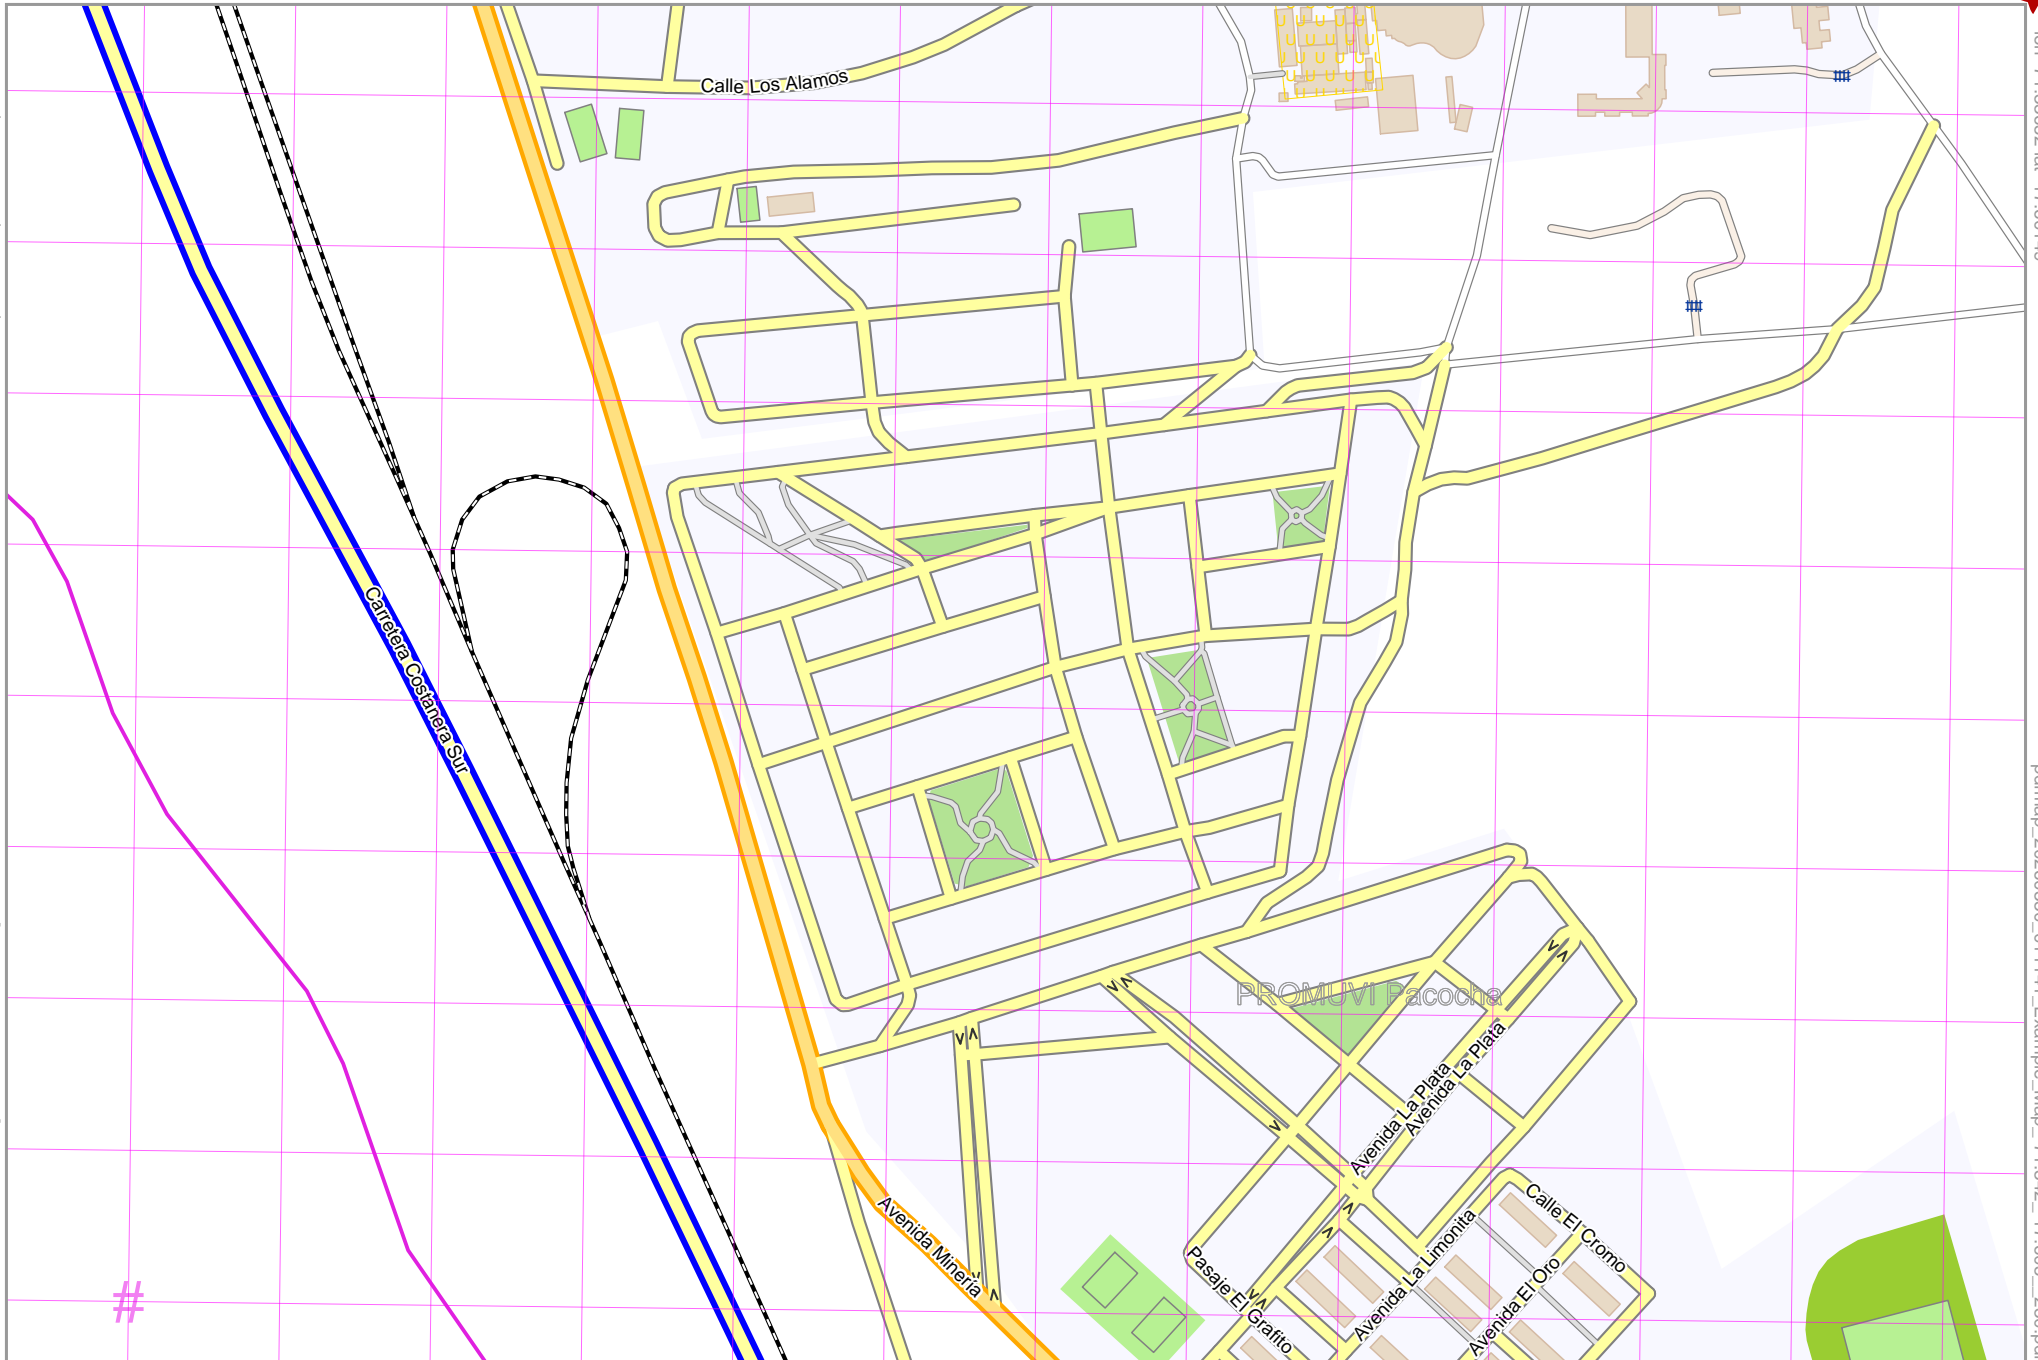 Calle Los Alamos
Carretera Costanera Sur
PROMUVI Pacocha
Avenida La Plata
Avenida La Plata
Calle El Cromo
Avenida Minería
Avenida La Limonita
Pasaje El Grafito
Avenida El Oro
#